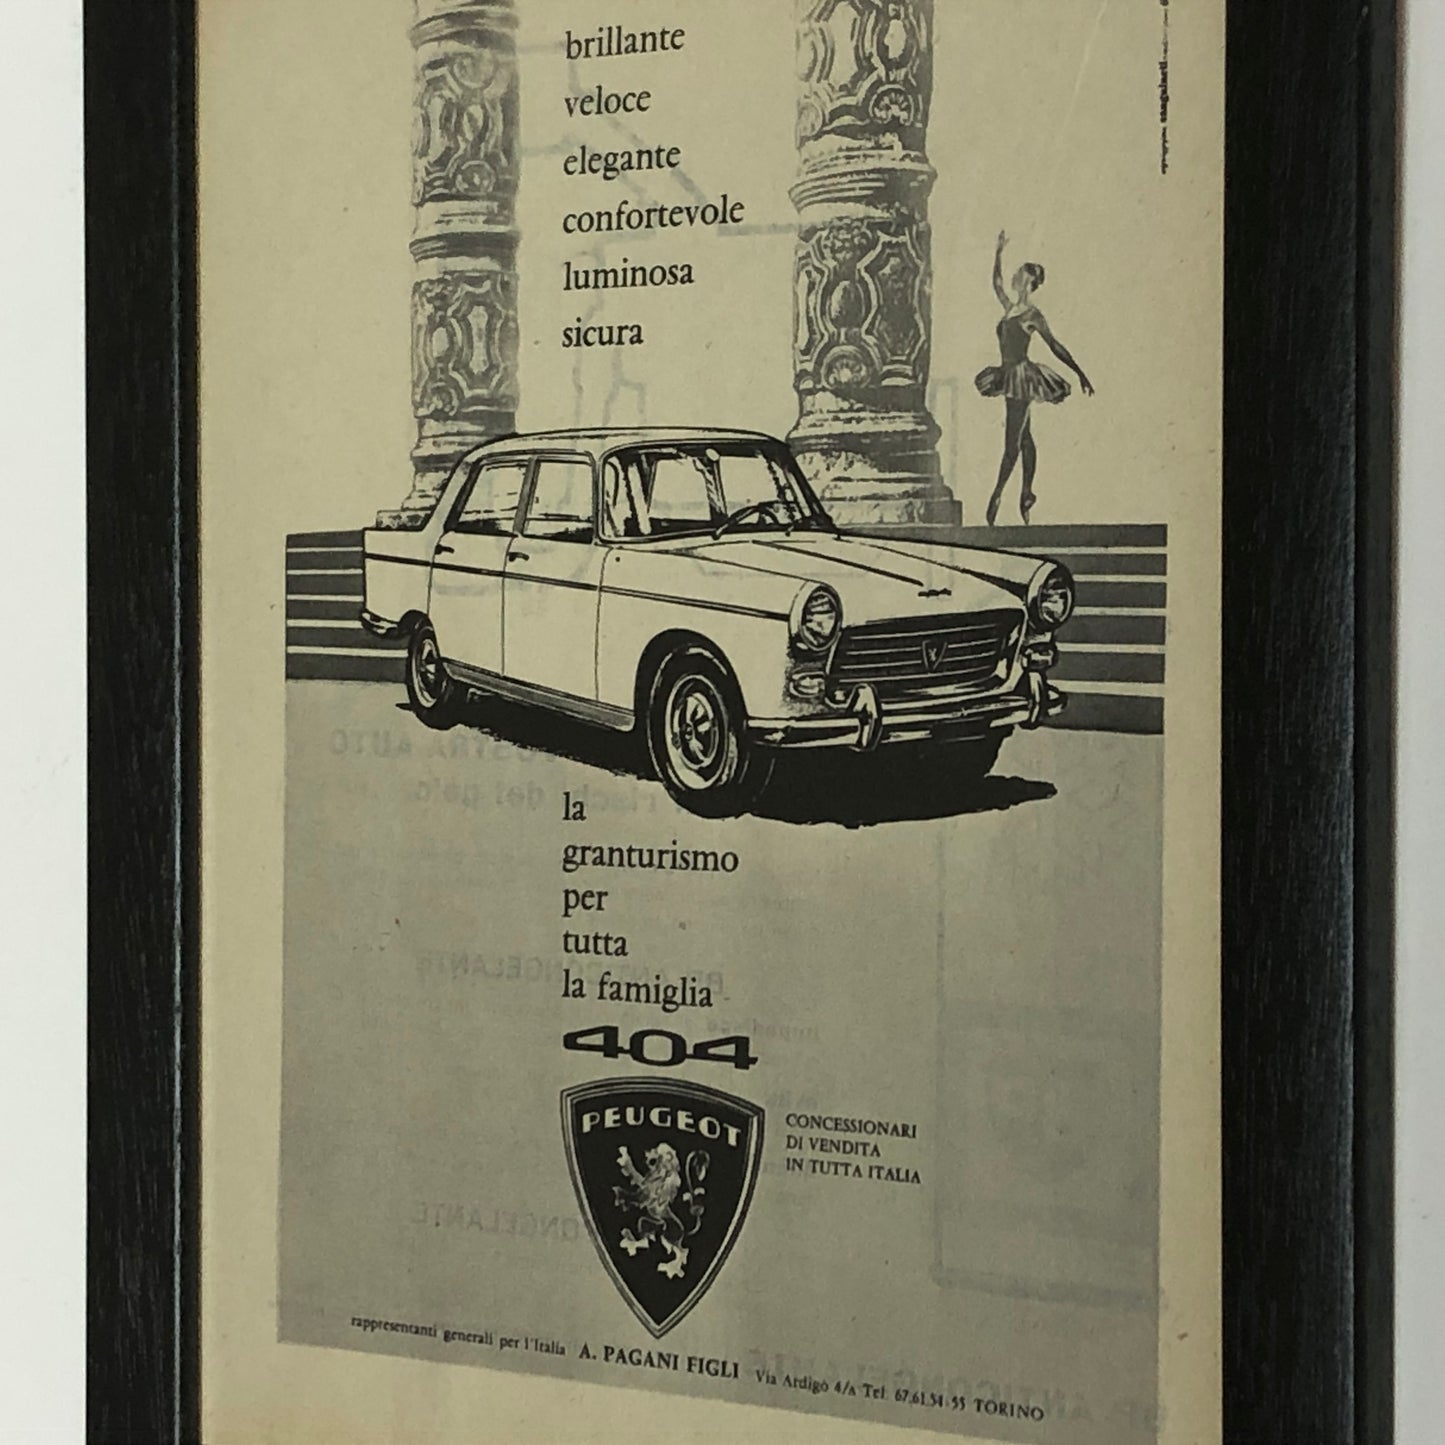 brillante
veloce
elegante
confortevole
luminosa
sicura
la
granturismo
per
tutta
la famiglia
404
PEUGEOT
CONCESSIONARI
DI VENDITA
IN TUTTA ITALIA
rappresentanti generali per l'Italia A. PAGANI FIGLI Via Ardigò 4/A Tel. 67.61.54-55 TORINO